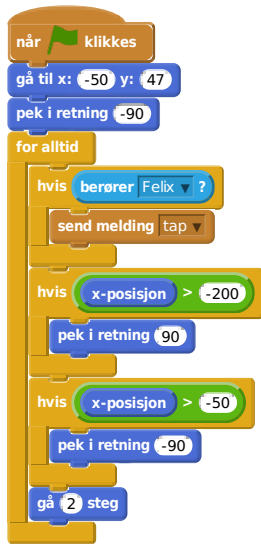 når klikkes
gå til x: -50 y: 47
pek i retning -90
for alltid
hvis berører Felix ▼ ?
send melding tap ▼
hvis x-posisjon > -200
pek i retning 90
hvis x-posisjon > -50
pek i retning -90
gå 2 steg